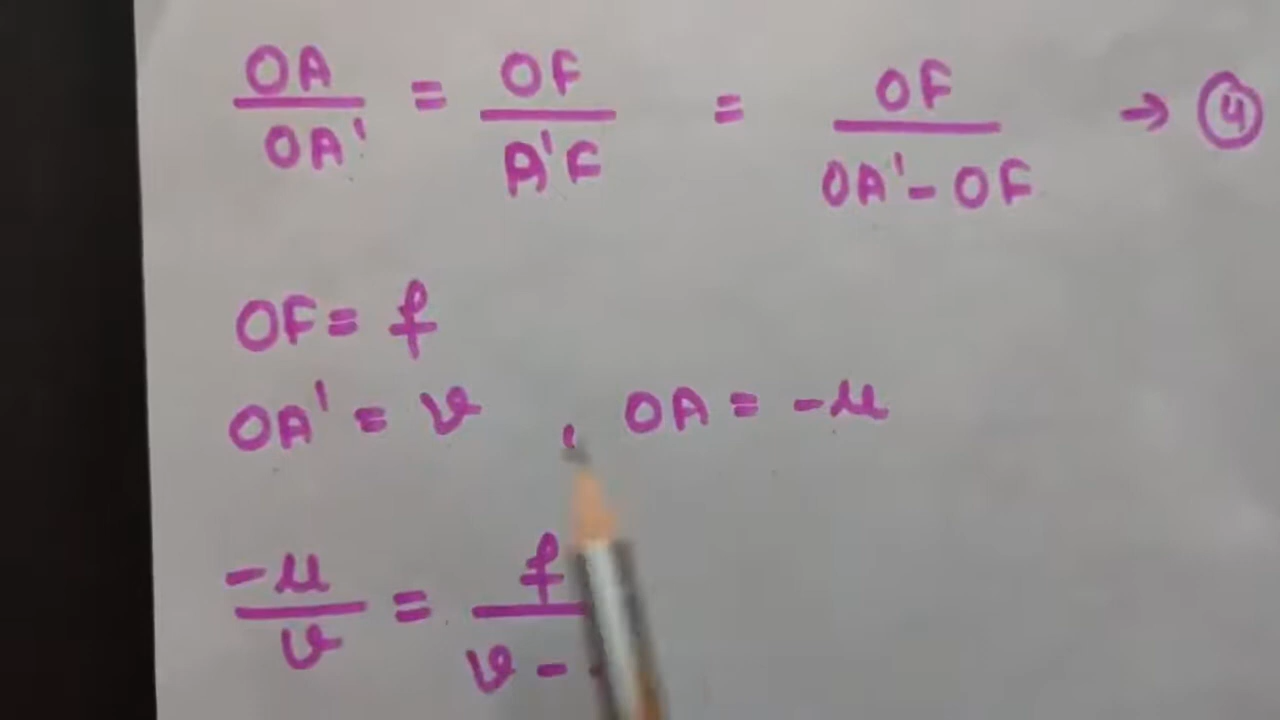 OA/OA' = OF/A'F = OF/OA'-OF → 4
OF = f
OA' = v , OA = -u
-u/v = f/v -